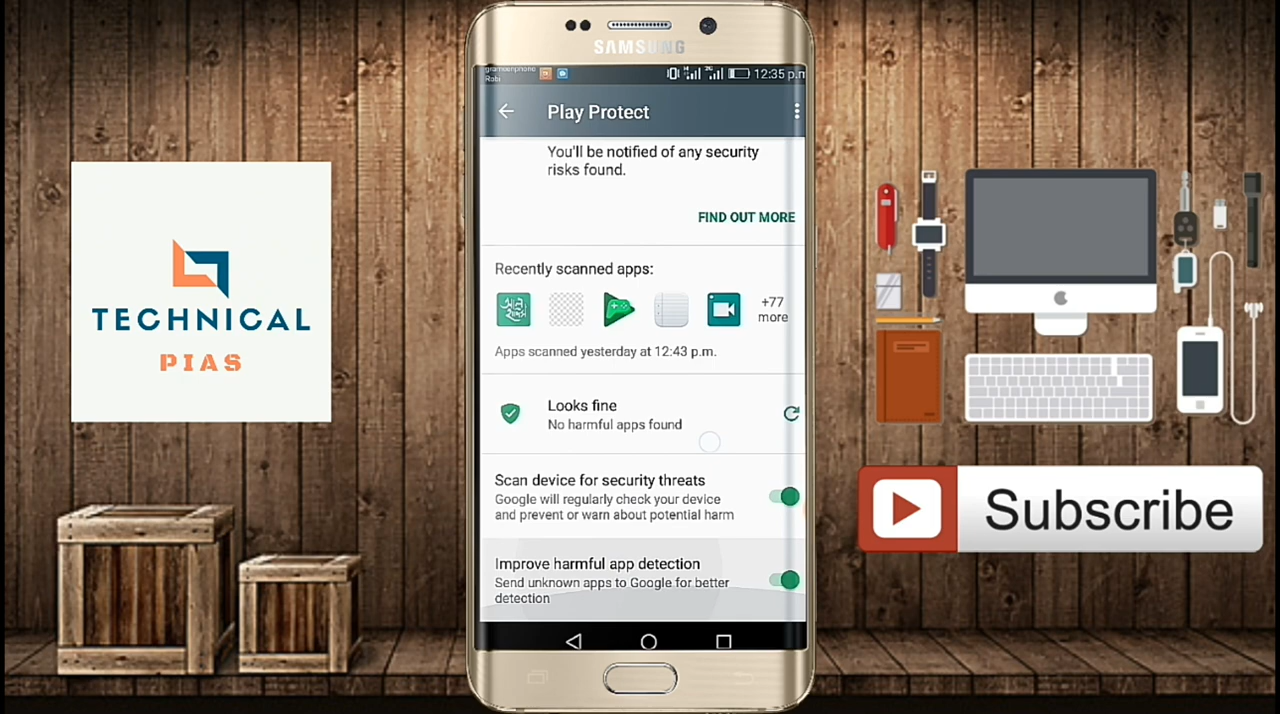 SAMSUNG
grameenphone
Robi
12:35 p.m
Play Protect
You'll be notified of any security
risks found.
FIND OUT MORE
Recently scanned apps:
+77
more
Apps scanned yesterday at 12:43 p.m.
Looks fine
No harmful apps found
Scan device for security threats
Google will regularly check your device
and prevent or warn about potential harm
Improve harmful app detection
Send unknown apps to Google for better
detection
TECHNICAL
PIAS
Subscribe